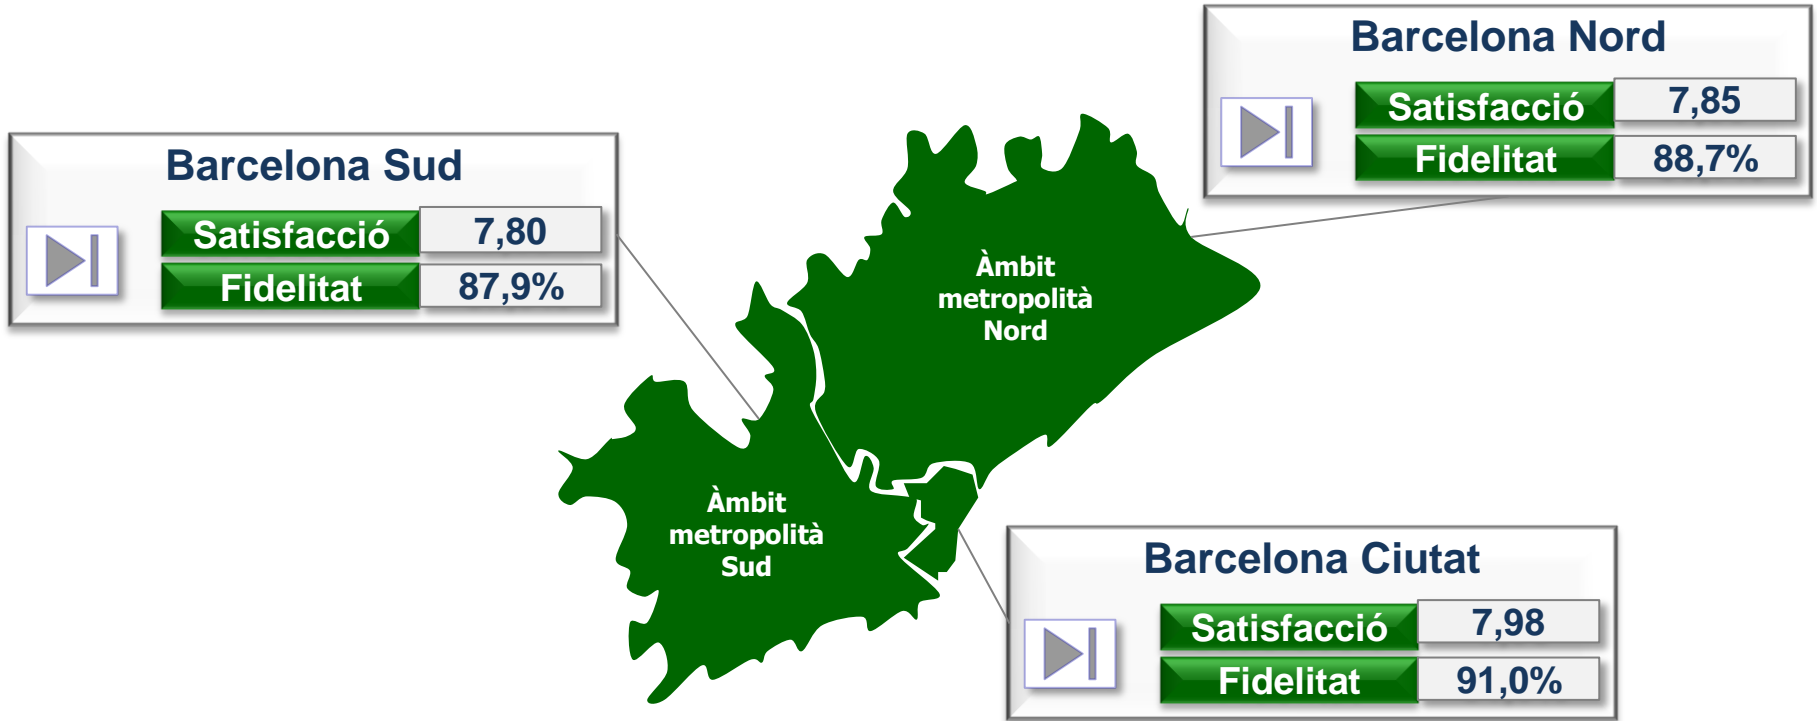 Barcelona Nord
Satisfacció 7,85
Fidelitat 88,7%
Barcelona Sud
Satisfacció 7,80
Fidelitat 87,9%
Àmbit
metropolità
Nord
Àmbit
metropolità
Sud
Barcelona Ciutat
Satisfacció 7,98
Fidelitat 91,0%